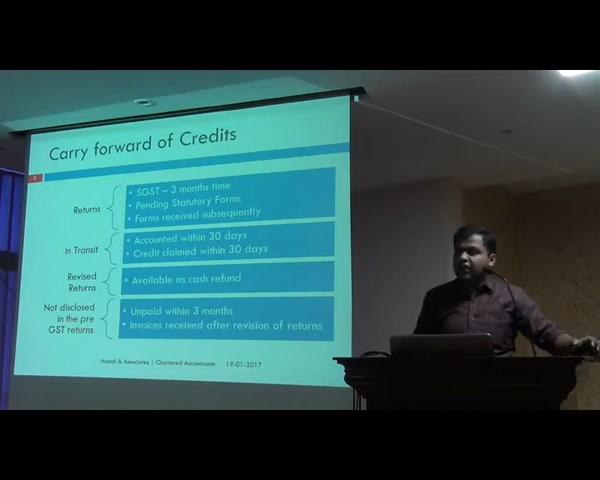 Carry forward of Credits
Returns
• SGST – 3 months time
• Pending Statutory Forms
• Forms received subsequently
In Transit
• Accounted within 30 days
• Credit claimed within 30 days
Revised
Returns
• Available as cash refund
Not disclosed
in the pre
GST returns
• Unpaid within 3 months
• Invoices received after revision of returns
& Associates | Chartered Accountants 19-01-2017